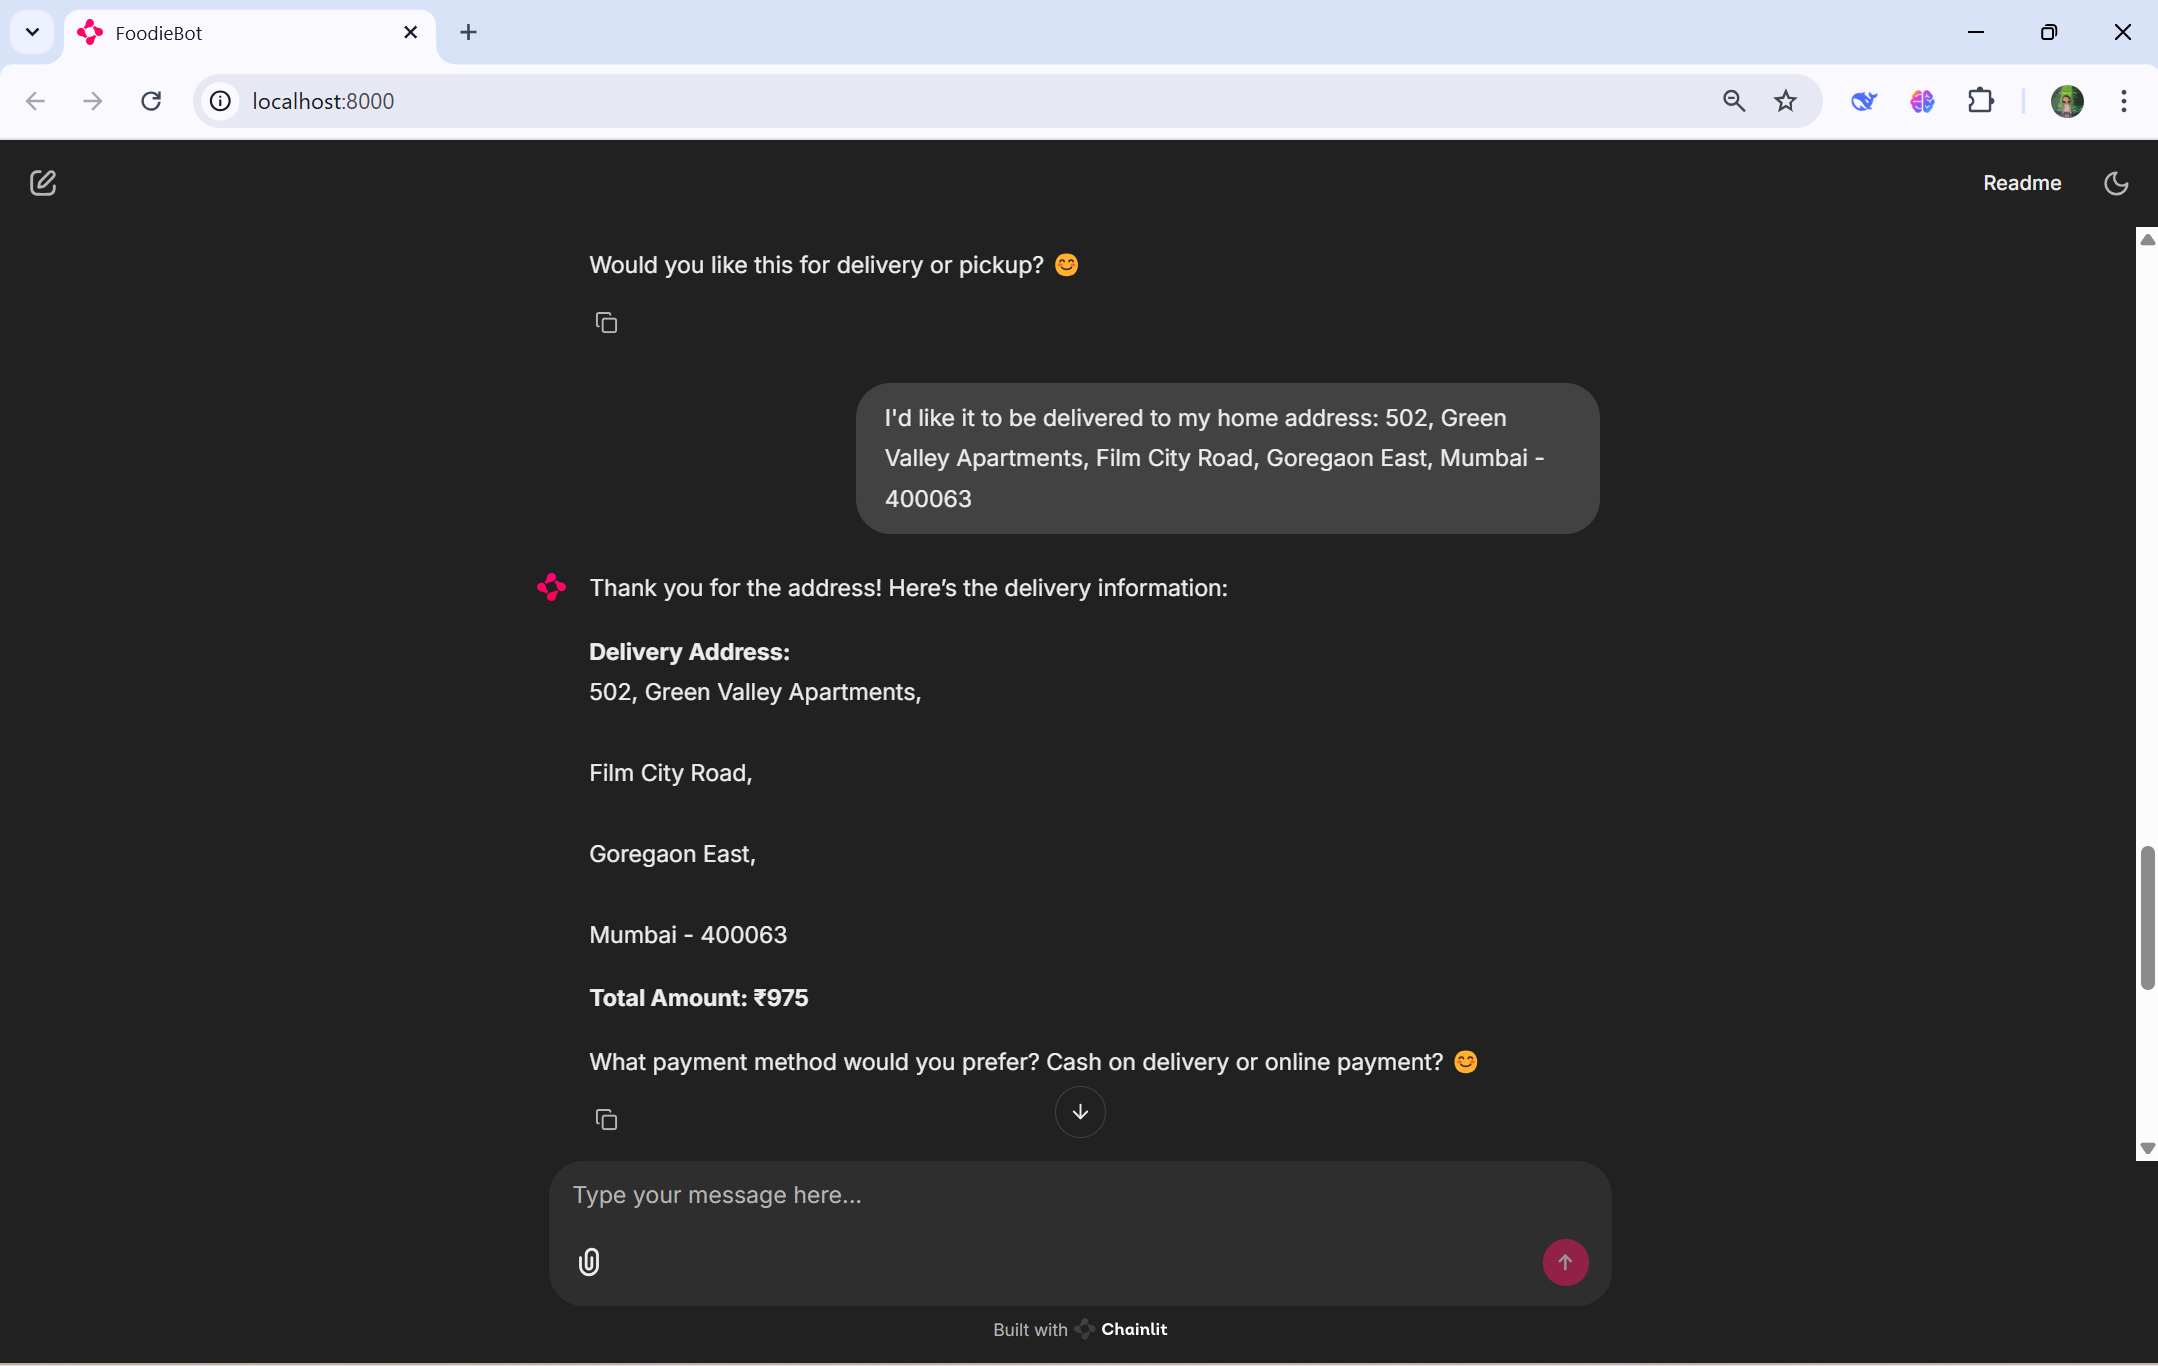 FoodieBot
localhost:8000
Readme
Would you like this for delivery or pickup? 😊
I'd like it to be delivered to my home address: 502, Green
Valley Apartments, Film City Road, Goregaon East, Mumbai -
400063
Thank you for the address! Here’s the delivery information:
Delivery Address:
502, Green Valley Apartments,
Film City Road,
Goregaon East,
Mumbai - 400063
Total Amount: ₹975
What payment method would you prefer? Cash on delivery or online payment? 😊
Type your message here...
Built with Chainlit